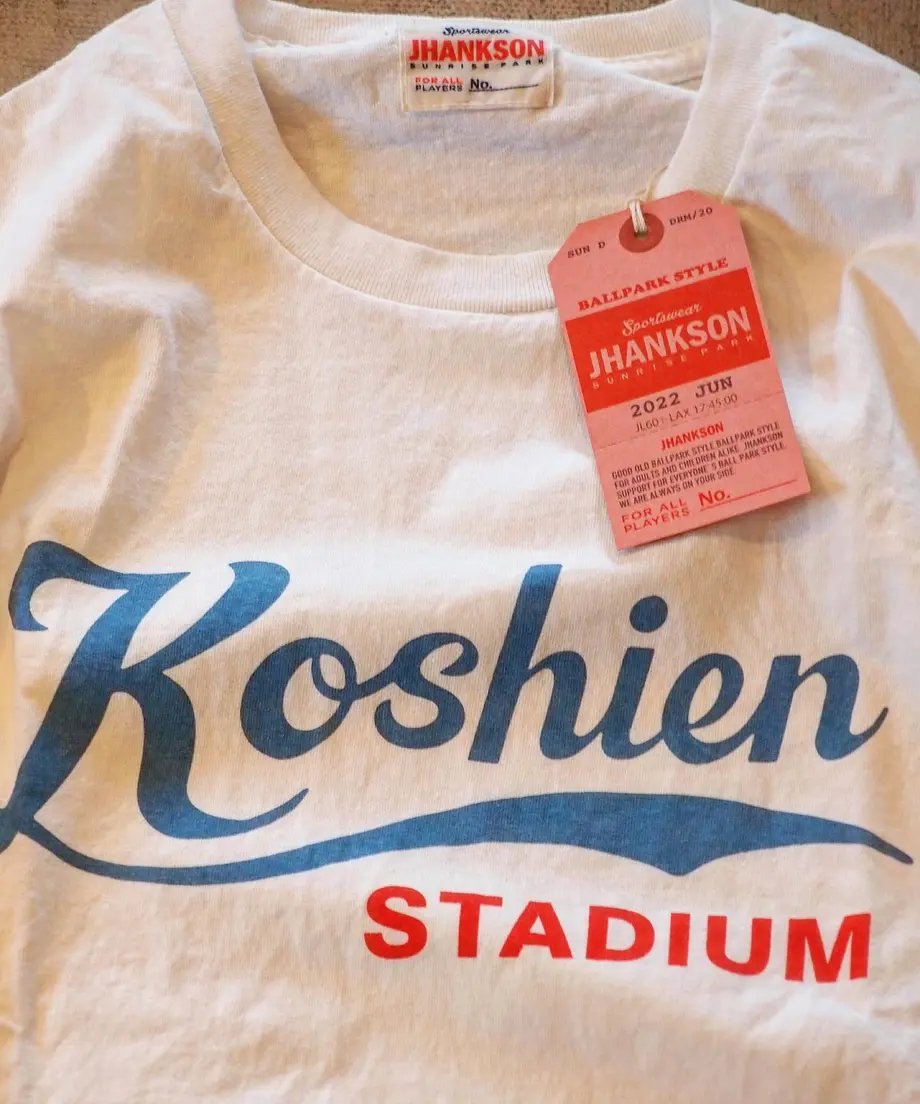 Sportswear
JHANKSON
SUNRISE PARK
FOR ALL
PLAYERS No.
SUN D DRM/20
BALLPARK STYLE
Sportswear
JHANKSON
SUNRISE PARK
2022 JUN
LAX 17:45:00
JHANKSON
GOOD OLD BALLPARK STYLE BALLPARK STYLE
FOR ADULTS AND CHILDREN ALIKE. JHANKSON
SUPPORT FOR EVERYONE'S BALL PARK STYLE.
WE ARE ALWAYS ON YOUR SIDE.
FOR ALL
PLAYERS No.
Koshien
STADIUM